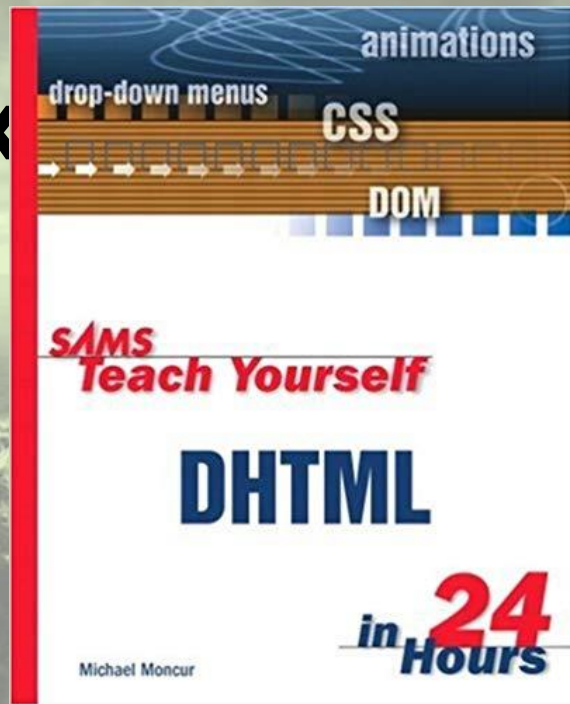 animations
drop-down menus
CSS
DOM
SAMS
Teach Yourself
DHTML
in 24
Hours
Michael Moncur